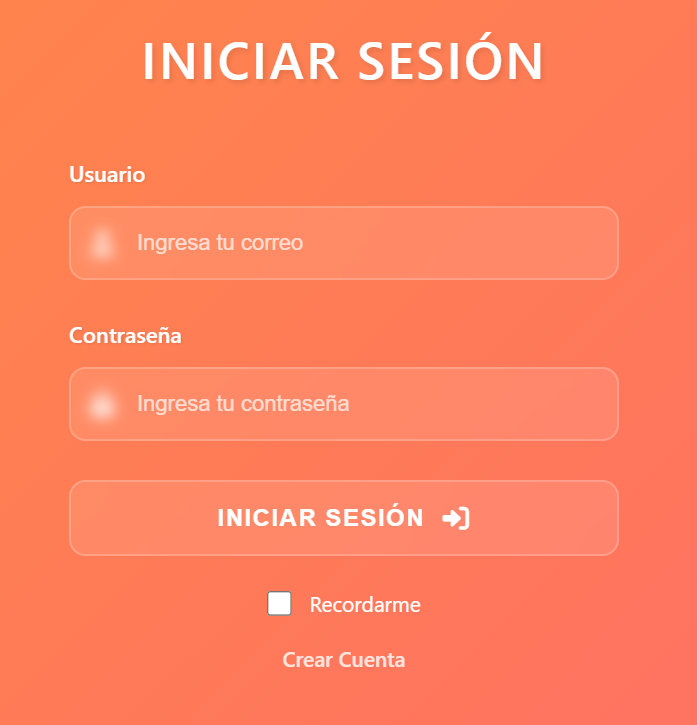 INICIAR SESIÓN
Usuario
Ingresa tu correo
Contraseña
Ingresa tu contraseña
INICIAR SESIÓN
Recordarme
Crear Cuenta